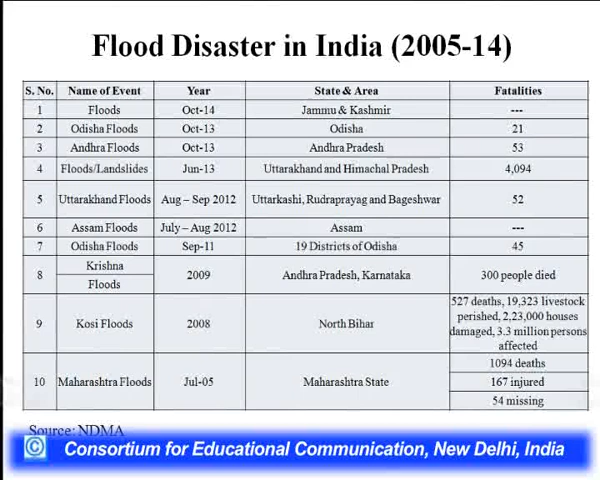 Flood Disaster in India (2005-14)
S. No. Name of Event Year State & Area Fatalities
1 Floods Oct-14 Jammu & Kashmir ---
2 Odisha Floods Oct-13 Odisha 21
3 Andhra Floods Oct-13 Andhra Pradesh 53
4 Floods/Landslides Jun-13 Uttarakhand and Himachal Pradesh 4,094
5 Uttarakhand Floods Aug – Sep 2012 Uttarkashi, Rudraprayag and Bageshwar 52
6 Assam Floods July – Aug 2012 Assam ---
7 Odisha Floods Sep-11 19 Districts of Odisha 45
8 Krishna
Floods
2009 Andhra Pradesh, Karnataka 300 people died
9 Kosi Floods 2008 North Bihar 527 deaths, 19,323 livestock
perished, 2,23,000 houses
damaged, 3.3 million persons
affected
10 Maharashtra Floods Jul-05 Maharashtra State 1094 deaths
167 injured
54 missing
Source: NDMA
© Consortium for Educational Communication, New Delhi, India